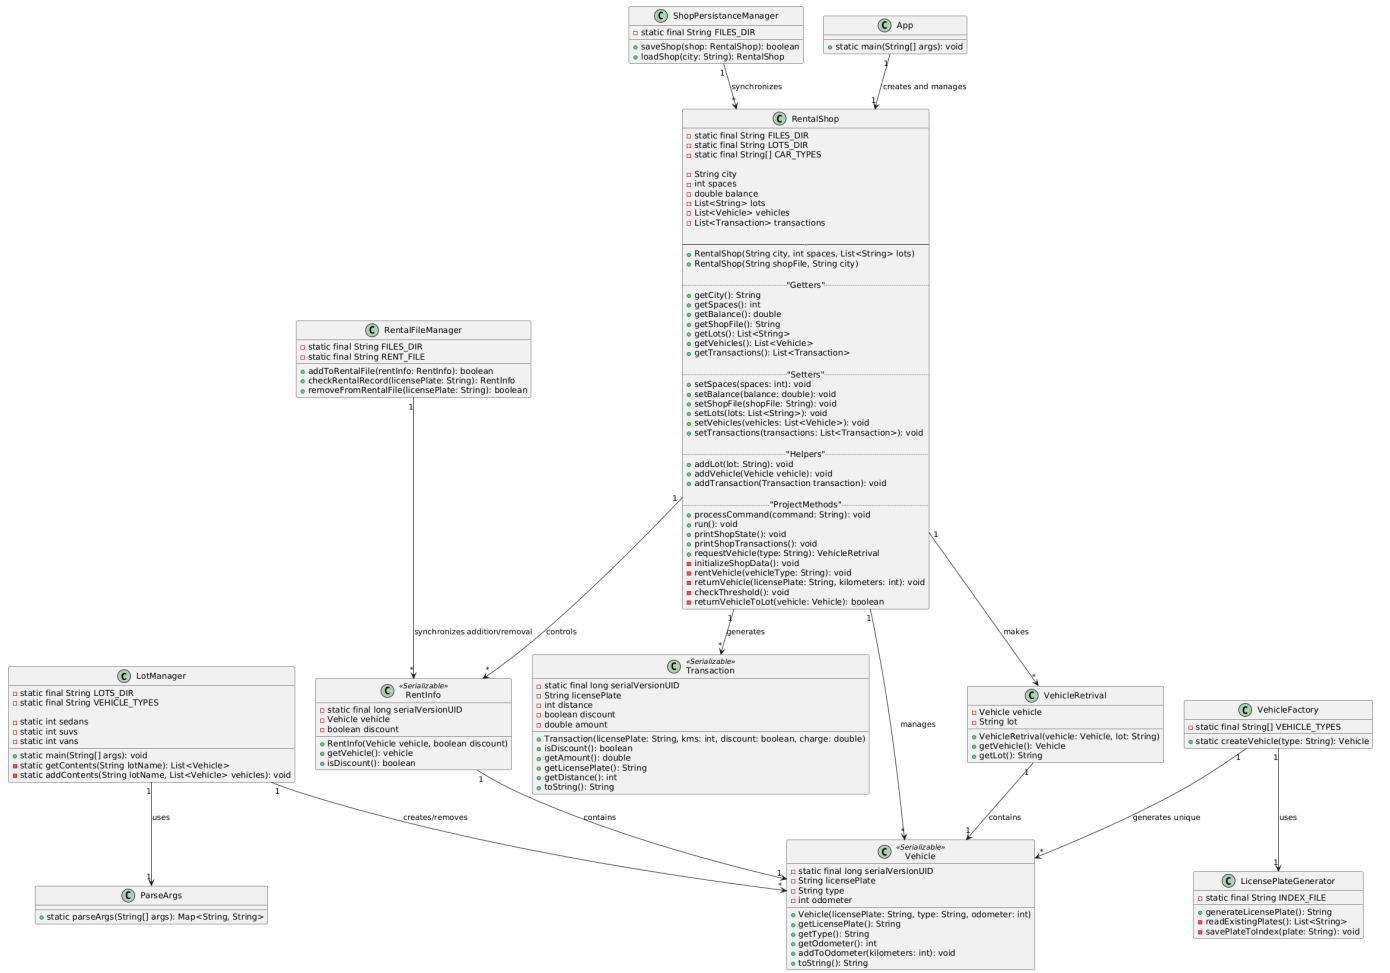 C ShopPersistanceManager
static final String FILES_DIR
saveShop(shop: RentalShop): boolean
loadShop(city: String): RentalShop
C App
static main(String[] args): void
1
synchronizes
*
1
creates and manages
1
C RentalShop
static final String FILES_DIR
static final String LOTS_DIR
static final String[] CAR_TYPES
String city
int spaces
double balance
List<String> lots
List<Vehicle> vehicles
List<Transaction> transactions
RentalShop(String city, int spaces, List<String> lots)
RentalShop(String shopFile, String city)
"Getters"
getCity(): String
getSpaces(): int
getBalance(): double
getShopFile(): String
getLots(): List<String>
getVehicles(): List<Vehicle>
getTransactions(): List<Transaction>
"Setters"
setSpaces(spaces: int): void
setBalance(balance: double): void
setShopFile(shopFile: String): void
setLots(lots: List<String>): void
setVehicles(vehicles: List<Vehicle>): void
setTransactions(transactions: List<Transaction>): void
"Helpers"
addLot(lot: String): void
addVehicle(Vehicle vehicle): void
addTransaction(Transaction transaction): void
"ProjectMethods"
processCommand(command: String): void
run(): void
printShopState(): void
printShopTransactions(): void
requestVehicle(type: String): VehicleRetrival
initializeShopData(): void
rentVehicle(vehicleType: String): void
returnVehicle(licensePlate: String, kilometers: int): void
checkThreshold(): void
returnVehicleToLot(vehicle: Vehicle): boolean
C RentalFileManager
static final String FILES_DIR
static final String RENT_FILE
addToRentalFile(rentInfo: RentInfo): boolean
checkRentalRecord(licensePlate: String): RentInfo
removeFromRentalFile(licensePlate: String): boolean
1
synchronizes addition/removal
*
1
controls
*
1
generates
*
1
manages
*
1
makes
*
C LotManager
static final String LOTS_DIR
static final String VEHICLE_TYPES
static int sedans
static int suvs
static int vans
static main(String[] args): void
static getContents(String lotName): List<Vehicle>
static addContents(String lotName, List<Vehicle> vehicles): void
C «Serializable»
RentInfo
static final long serialVersionUID
Vehicle vehicle
boolean discount
RentInfo(Vehicle vehicle, boolean discount)
getVehicle(): vehicle
isDiscount(): boolean
C «Serializable»
Transaction
static final long serialVersionUID
String licensePlate
int distance
boolean discount
double amount
Transaction(licensePlate: String, kms: int, discount: boolean, charge: double)
isDiscount(): boolean
getAmount(): double
getLicensePlate(): String
getDistance(): int
toString(): String
C VehicleRetrival
Vehicle vehicle
String lot
VehicleRetrival(vehicle: Vehicle, lot: String)
getVehicle(): Vehicle
getLot(): String
C VehicleFactory
static final String[] VEHICLE_TYPES
static createVehicle(type: String): Vehicle
1
uses
1
1
creates/removes
*
1
contains
1
1
contains
1
1
generates unique
*
1
uses
1
C ParseArgs
static parseArgs(String[] args): Map<String, String>
C «Serializable»
Vehicle
static final long serialVersionUID
String licensePlate
String type
int odometer
Vehicle(licensePlate: String, type: String, odometer: int)
getLicensePlate(): String
getType(): String
getOdometer(): int
addToOdometer(kilometers: int): void
toString(): String
C LicensePlateGenerator
static final String INDEX_FILE
generateLicensePlate(): String
readExistingPlates(): List<String>
savePlateToIndex(plate: String): void